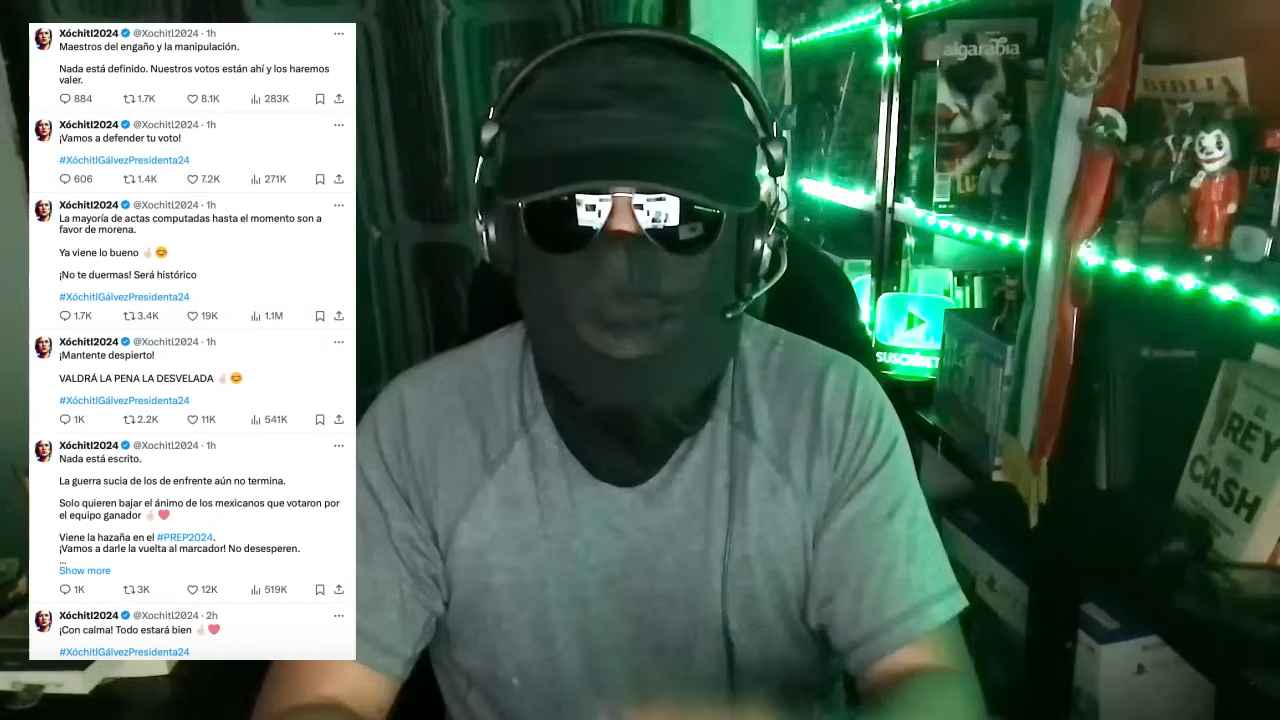 Xóchitl2024 @Xochitl2024 · 1h
Maestros del engaño y la manipulación.
Nada está definido. Nuestros votos están ahí y los haremos
valer.
884 1.7K 8.1K 283K
Xóchitl2024 @Xochitl2024 · 1h
¡Vamos a defender tu voto!
#XóchitlGálvezPresidenta24
606 1.4K 7.2K 271K
Xóchitl2024 @Xochitl2024 · 1h
La mayoría de actas computadas hasta el momento son a
favor de morena.
Ya viene lo bueno 🤞🏻😊
¡No te duermas! Será histórico
#XóchitlGálvezPresidenta24
1.7K 3.4K 19K 1.1M
Xóchitl2024 @Xochitl2024 · 1h
¡Mantente despierto!
VALDRÁ LA PENA LA DESVELADA 🤞🏻😊
#XóchitlGálvezPresidenta24
1K 2.2K 11K 541K
Xóchitl2024 @Xochitl2024 · 1h
Nada está escrito.
La guerra sucia de los de enfrente aún no termina.
Solo quieren bajar el ánimo de los mexicanos que votaron por
el equipo ganador 🤞🏻❤️
Viene la hazaña en el #PREP2024.
¡Vamos a darle la vuelta al marcador! No desesperen.
...
Show more
1K 3K 12K 519K
Xóchitl2024 @Xochitl2024 · 2h
¡Con calma! Todo estará bien 🤞🏻❤️
#XóchitlGálvezPresidenta24
algarabía
BIBLIA
SUSCRÍBET
EL
REY
CASH